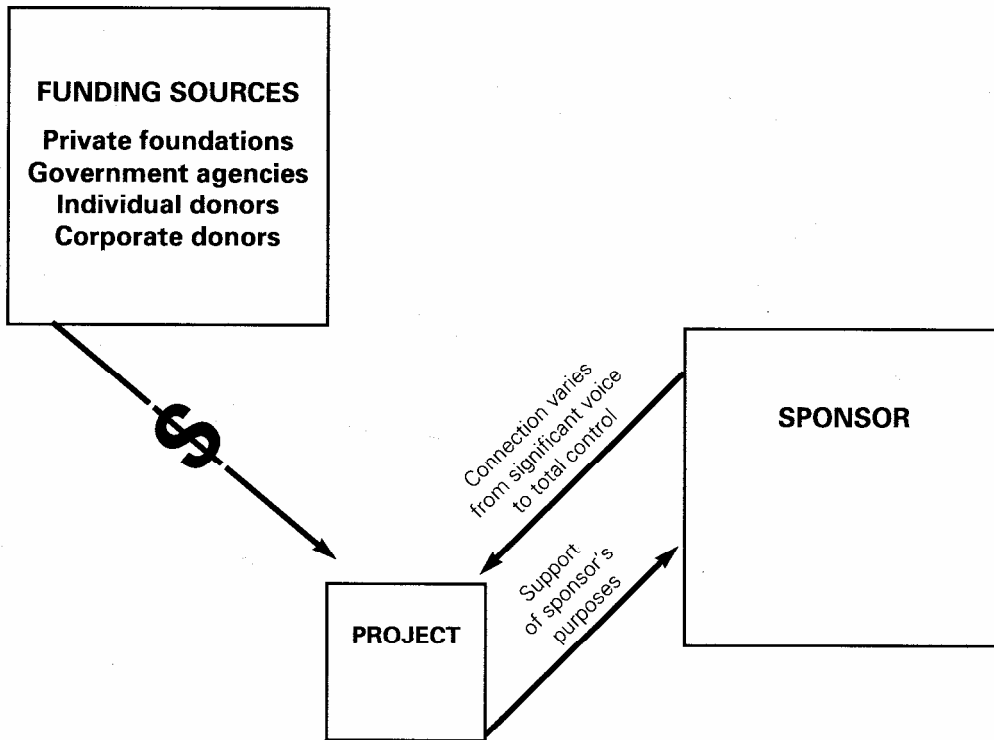 FUNDING SOURCES
Private foundations
Government agencies
Individual donors
Corporate donors
$
Connection varies
from significant voice
to total control
SPONSOR
Support
of sponsor's
purposes
PROJECT